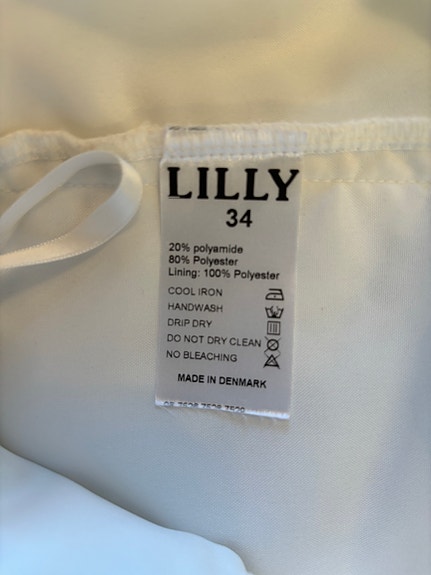 LILLY
34
20% polyamide
80% Polyester
Lining: 100% Polyester
COOL IRON
HANDWASH
DRIP DRY
DO NOT DRY CLEAN
NO BLEACHING
MADE IN DENMARK